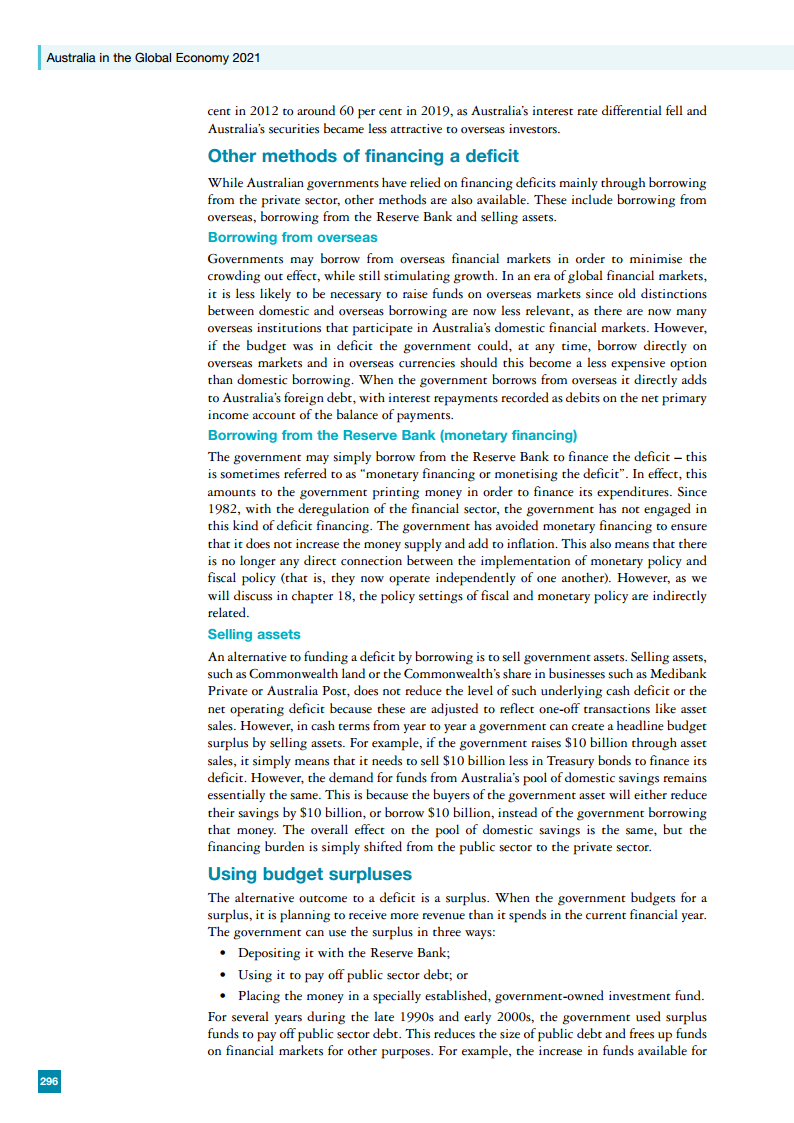 Australia in the Global Economy 2021
cent in 2012 to around 60 per cent in 2019, as Australia's interest rate differential fell and
Australia's securities became less attractive to overseas investors.
Other methods of financing a deficit
While Australian governments have relied on financing deficits mainly through borrowing
from the private sector, other methods are also available. These include borrowing from
overseas, borrowing from the Reserve Bank and selling assets.
Borrowing from overseas
Governments may borrow from overseas financial markets in order to minimise the
crowding out effect, while still stimulating growth. In an era of global financial markets,
it is less likely to be necessary to raise funds on overseas markets since old distinctions
between domestic and overseas borrowing are now less relevant, as there are now many
overseas institutions that participate in Australia's domestic financial markets. However,
if the budget was in deficit the government could, at any time, borrow directly on
overseas markets and in overseas currencies should this become a less expensive option
than domestic borrowing. When the government borrows from overseas it directly adds
to Australia's foreign debt, with interest repayments recorded as debits on the net primary
income account of the balance of payments.
Borrowing from the Reserve Bank (monetary financing)
The government may simply borrow from the Reserve Bank to finance the deficit – this
is sometimes referred to as "monetary financing or monetising the deficit". In effect, this
amounts to the government printing money in order to finance its expenditures. Since
1982, with the deregulation of the financial sector, the government has not engaged in
this kind of deficit financing. The government has avoided monetary financing to ensure
that it does not increase the money supply and add to inflation. This also means that there
is no longer any direct connection between the implementation of monetary policy and
fiscal policy (that is, they now operate independently of one another). However, as we
will discuss in chapter 18, the policy settings of fiscal and monetary policy are indirectly
related.
Selling assets
An alternative to funding a deficit by borrowing is to sell government assets. Selling assets,
such as Commonwealth land or the Commonwealth's share in businesses such as Medibank
Private or Australia Post, does not reduce the level of such underlying cash deficit or the
net operating deficit because these are adjusted to reflect one-off transactions like asset
sales. However, in cash terms from year to year a government can create a headline budget
surplus by selling assets. For example, if the government raises $10 billion through asset
sales, it simply means that it needs to sell $10 billion less in Treasury bonds to finance its
deficit. However, the demand for funds from Australia's pool of domestic savings remains
essentially the same. This is because the buyers of the government asset will either reduce
their savings by $10 billion, or borrow $10 billion, instead of the government borrowing
that money. The overall effect on the pool of domestic savings is the same, but the
financing burden is simply shifted from the public sector to the private sector.
Using budget surpluses
The alternative outcome to a deficit is a surplus. When the government budgets for a
surplus, it is planning to receive more revenue than it spends in the current financial year.
The government can use the surplus in three ways:
• Depositing it with the Reserve Bank;
• Using it to pay off public sector debt; or
• Placing the money in a specially established, government-owned investment fund.
For several years during the late 1990s and early 2000s, the government used surplus
funds to pay off public sector debt. This reduces the size of public debt and frees up funds
on financial markets for other purposes. For example, the increase in funds available for
296